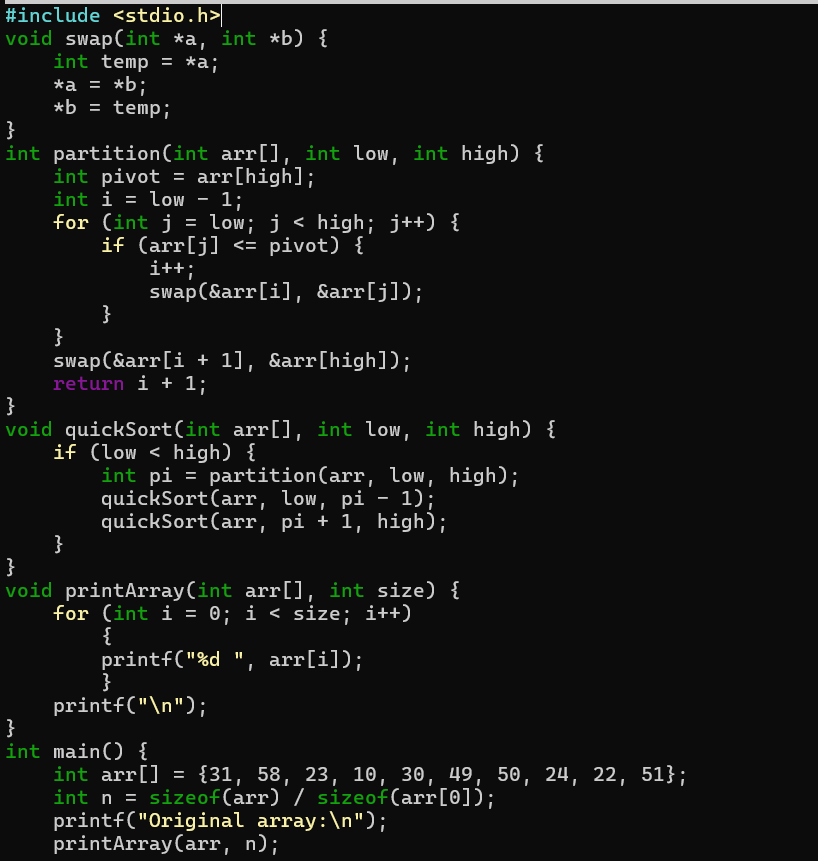 #include <stdio.h>
void swap(int *a, int *b) {
    int temp = *a;
    *a = *b;
    *b = temp;
}
int partition(int arr[], int low, int high) {
    int pivot = arr[high];
    int i = low - 1;
    for (int j = low; j < high; j++) {
        if (arr[j] <= pivot) {
            i++;
            swap(&arr[i], &arr[j]);
        }
    }
    swap(&arr[i + 1], &arr[high]);
    return i + 1;
}
void quickSort(int arr[], int low, int high) {
    if (low < high) {
        int pi = partition(arr, low, high);
        quickSort(arr, low, pi - 1);
        quickSort(arr, pi + 1, high);
    }
}
void printArray(int arr[], int size) {
    for (int i = 0; i < size; i++)
        {
        printf("%d ", arr[i]);
        }
    printf("\n");
}
int main() {
    int arr[] = {31, 58, 23, 10, 30, 49, 50, 24, 22, 51};
    int n = sizeof(arr) / sizeof(arr[0]);
    printf("Original array:\n");
    printArray(arr, n);